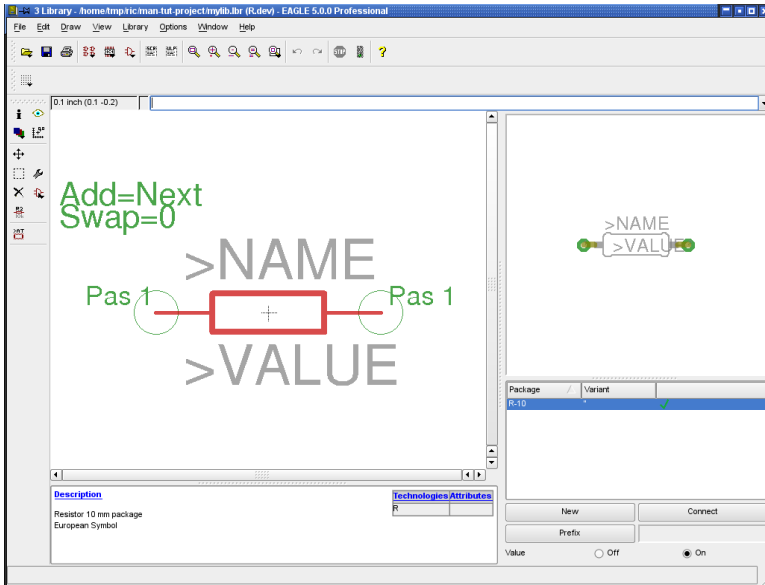 3 Library - /home/tmp/ric/man-tut-project/mylib.lbr (R.dev) - EAGLE 5.0.0 Professional
File Edit Draw View Library Options Window Help
SCR ULP STOP ?
0.1 inch (0.1 -0.2)
Add=Next
Swap=0
>NAME
Pas 1 Pas 1
>VALUE
>NAME
>VALUE
Package Variant
R-10 "
Description
Resistor 10 mm package
European Symbol
Technologies Attributes
R
New Connect
Prefix
Value Off On